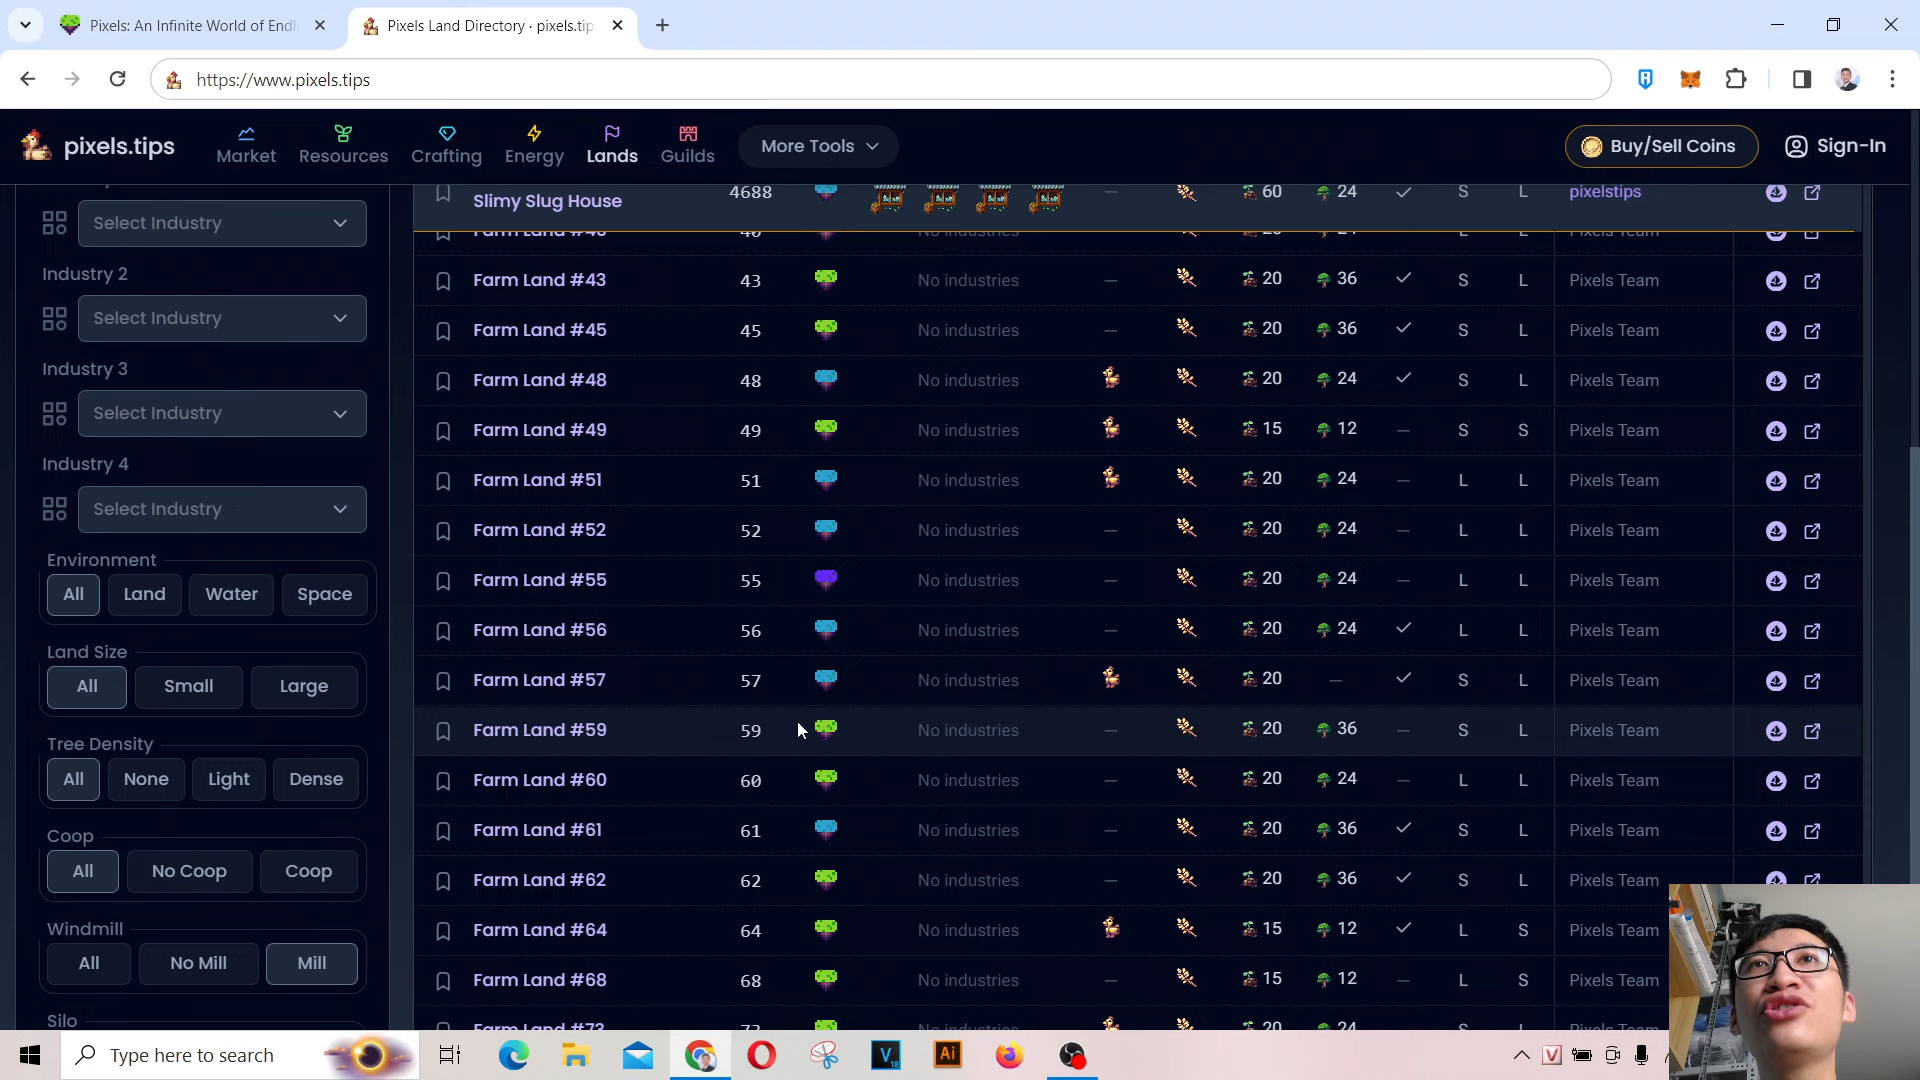 Pixels: An Infinite World of Endl
Pixels Land Directory · pixels.tip
https://www.pixels.tips
pixels.tips
Market
Resources
Crafting
Energy
Lands
Guilds
More Tools
Buy/Sell Coins
Sign-In
Select Industry
Industry 2
Select Industry
Industry 3
Select Industry
Industry 4
Select Industry
Environment
All Land Water Space
Land Size
All Small Large
Tree Density
All None Light Dense
Coop
All No Coop Coop
Windmill
All No Mill Mill
Silo
Slimy Slug House 4688 — 60 24 S L pixelstips
Farm Land #43 43 No industries — 20 36 S L Pixels Team
Farm Land #45 45 No industries — 20 36 S L Pixels Team
Farm Land #48 48 No industries 20 24 S L Pixels Team
Farm Land #49 49 No industries 15 12 — S S Pixels Team
Farm Land #51 51 No industries 20 24 — L L Pixels Team
Farm Land #52 52 No industries — 20 24 — L L Pixels Team
Farm Land #55 55 No industries — 20 24 — L L Pixels Team
Farm Land #56 56 No industries — 20 24 L L Pixels Team
Farm Land #57 57 No industries 20 — S L Pixels Team
Farm Land #59 59 No industries — 20 36 — S L Pixels Team
Farm Land #60 60 No industries — 20 24 — L L Pixels Team
Farm Land #61 61 No industries — 20 36 S L Pixels Team
Farm Land #62 62 No industries — 20 36 S L Pixels Team
Farm Land #64 64 No industries 15 12 L S Pixels Team
Farm Land #68 68 No industries — 15 12 — L S Pixels Team
Farm Land #73 73 No industries 20 24 S L
Type here to search